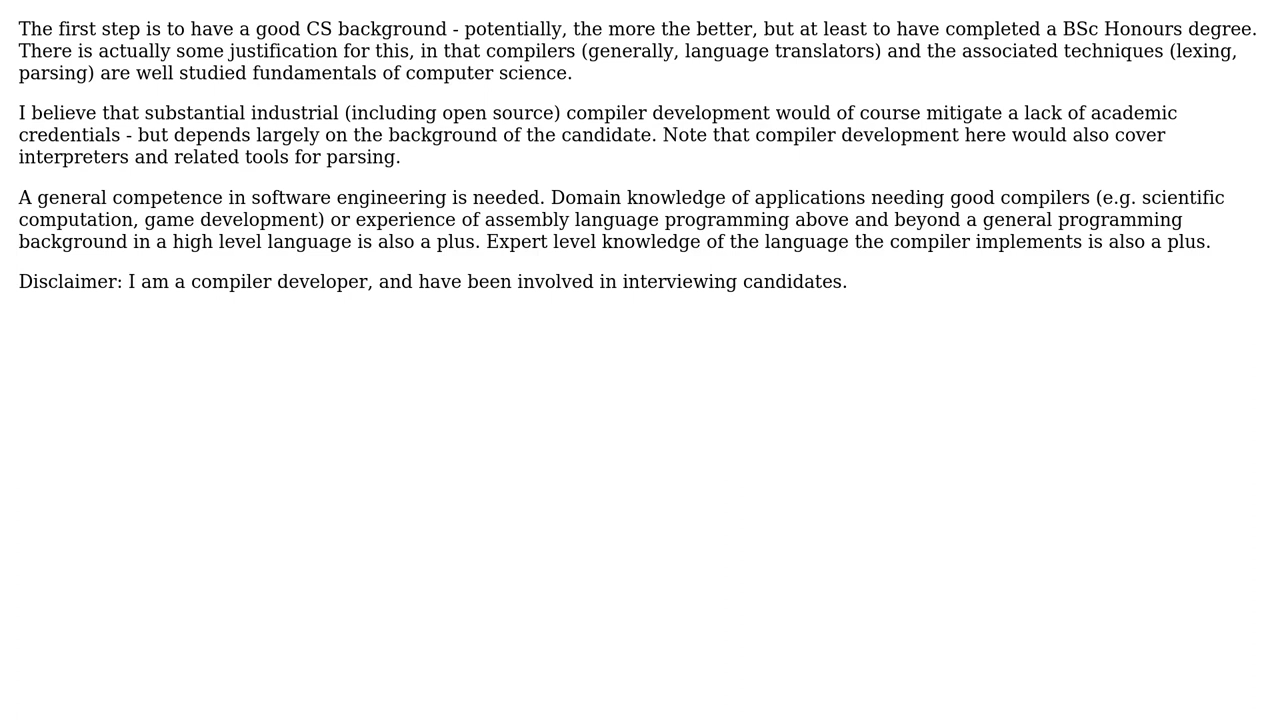 The first step is to have a good CS background - potentially, the more the better, but at least to have completed a BSc Honours degree.
There is actually some justification for this, in that compilers (generally, language translators) and the associated techniques (lexing,
parsing) are well studied fundamentals of computer science.
I believe that substantial industrial (including open source) compiler development would of course mitigate a lack of academic
credentials - but depends largely on the background of the candidate. Note that compiler development here would also cover
interpreters and related tools for parsing.
A general competence in software engineering is needed. Domain knowledge of applications needing good compilers (e.g. scientific
computation, game development) or experience of assembly language programming above and beyond a general programming
background in a high level language is also a plus. Expert level knowledge of the language the compiler implements is also a plus.
Disclaimer: I am a compiler developer, and have been involved in interviewing candidates.